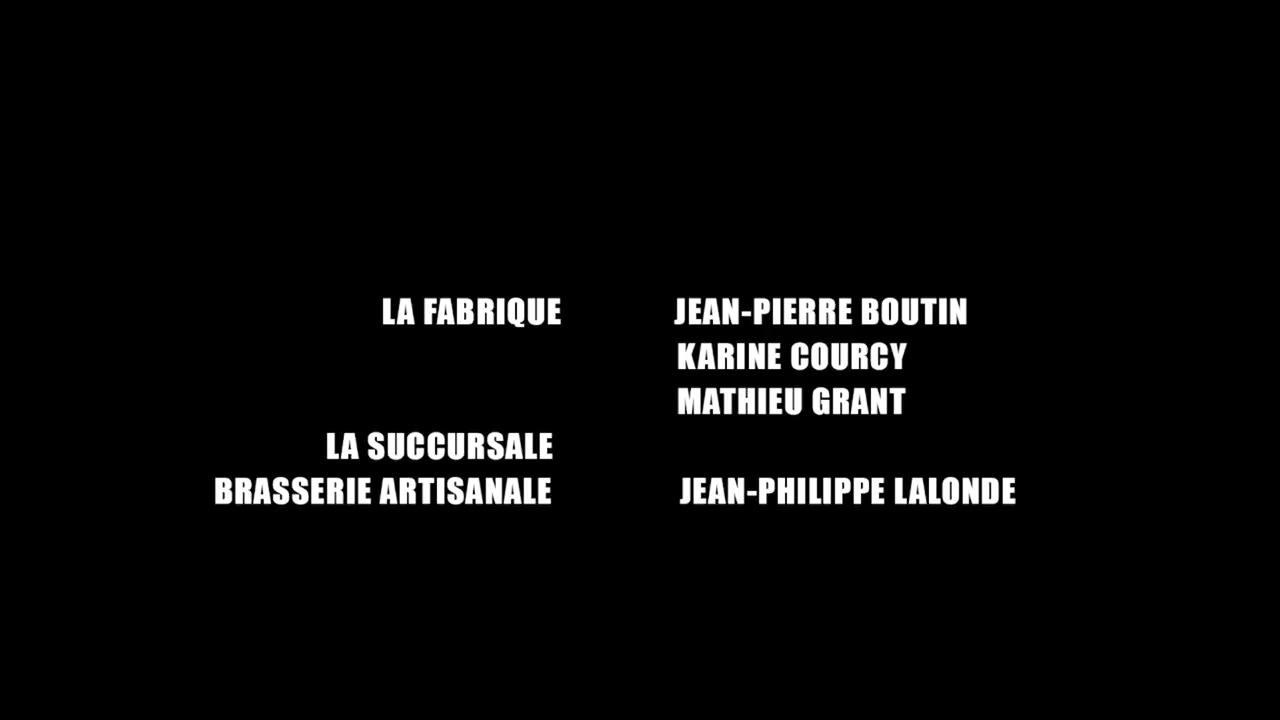 LA FABRIQUE JEAN-PIERRE BOUTIN
KARINE COURCY
MATHIEU GRANT
LA SUCCURSALE
BRASSERIE ARTISANALE JEAN-PHILIPPE LALONDE